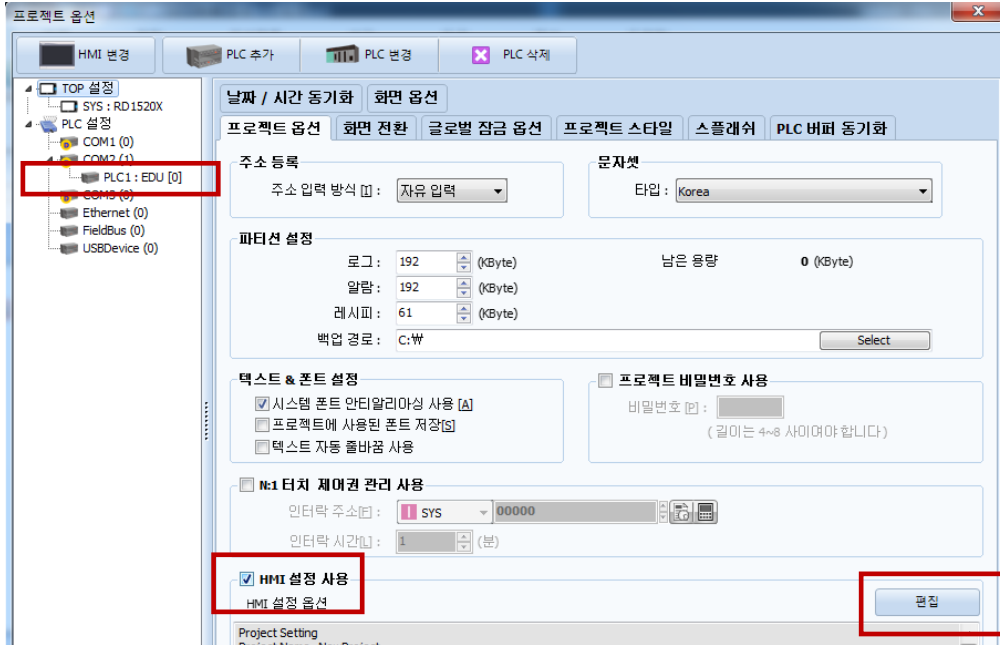 프로젝트 옵션
HMI 변경 PLC 추가 PLC 변경 PLC 삭제
TOP 설정
SYS : RD1520X
PLC 설정
COM1 (0)
COM2 (1)
PLC1 : EDU [0]
COM3 (0)
Ethernet (0)
FieldBus (0)
USBDevice (0)
날짜 / 시간 동기화 화면 옵션
프로젝트 옵션 화면 전환 글로벌 잠금 옵션 프로젝트 스타일 스플래쉬 PLC 버퍼 동기화
주소 등록
주소 입력 방식 [I] : 자유 입력
문자셋
타입 : Korea
파티션 설정
로그 : 192 (KByte) 남은 용량 0 (KByte)
알람 : 192 (KByte)
레시피 : 61 (KByte)
백업 경로 : C:₩ Select
텍스트 & 폰트 설정
시스템 폰트 안티알리아싱 사용 [A]
프로젝트에 사용된 폰트 저장[S]
텍스트 자동 줄바꿈 사용
프로젝트 비밀번호 사용
비밀번호 [P] :
( 길이는 4~8 사이여야 합니다 )
N:1 터치 제어권 관리 사용
인터락 주소[F] : SYS 00000
인터락 시간[L] : 1 (분)
HMI 설정 사용
HMI 설정 옵션 편집
Project Setting